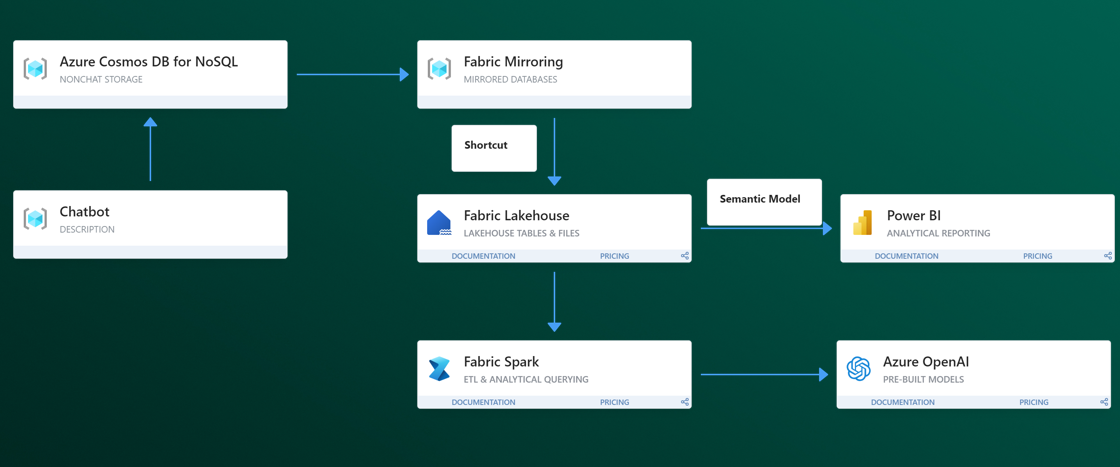 Azure Cosmos DB for NoSQL
NONCHAT STORAGE
Fabric Mirroring
MIRRORED DATABASES
Shortcut
Chatbot
DESCRIPTION
Fabric Lakehouse
LAKEHOUSE TABLES & FILES
DOCUMENTATION PRICING
Semantic Model
Power BI
ANALYTICAL REPORTING
DOCUMENTATION PRICING
Fabric Spark
ETL & ANALYTICAL QUERYING
DOCUMENTATION PRICING
Azure OpenAI
PRE-BUILT MODELS
DOCUMENTATION PRICING